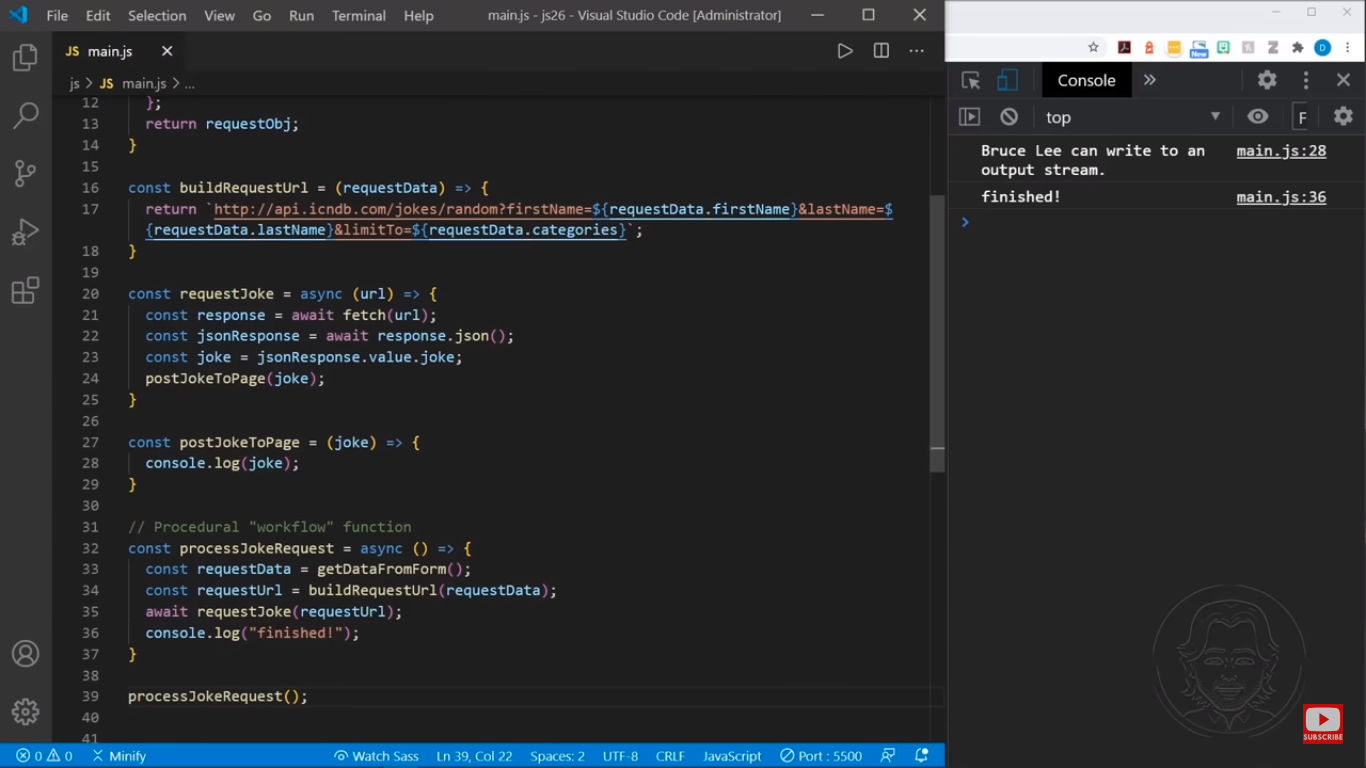 File Edit Selection View Go Run Terminal Help main.js - js26 - Visual Studio Code [Administrator]
JS main.js
js > JS main.js > ...
12 };
13 return requestObj;
14 }
15
16 const buildRequestUrl = (requestData) => {
17 return `http://api.icndb.com/jokes/random?firstName=${requestData.firstName}&lastName=$
{requestData.lastName}&limitTo=${requestData.categories}`;
18 }
19
20 const requestJoke = async (url) => {
21 const response = await fetch(url);
22 const jsonResponse = await response.json();
23 const joke = jsonResponse.value.joke;
24 postJokeToPage(joke);
25 }
26
27 const postJokeToPage = (joke) => {
28 console.log(joke);
29 }
30
31 // Procedural "workflow" function
32 const processJokeRequest = async () => {
33 const requestData = getDataFromForm();
34 const requestUrl = buildRequestUrl(requestData);
35 await requestJoke(requestUrl);
36 console.log("finished!");
37 }
38
39 processJokeRequest();
40
41
0 0 Minify Watch Sass Ln 39, Col 22 Spaces: 2 UTF-8 CRLF JavaScript Port : 5500
New Z D
Console
top F
Bruce Lee can write to an main.js:28
output stream.
finished! main.js:36
SUBSCRIBE